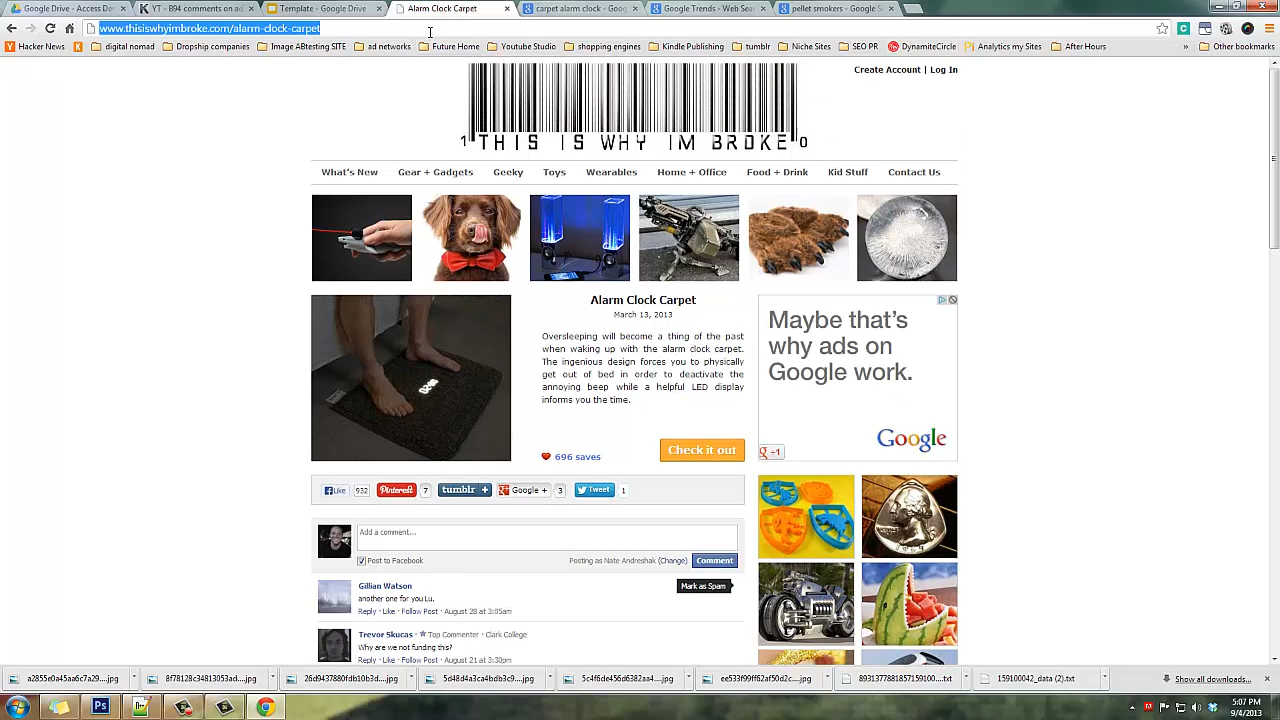 Google Drive - Access Den
YT - B94 comments on ad
Template - Google Drive
Alarm Clock Carpet
carpet alarm clock - Goog
Google Trends - Web Sear
pellet smokers - Google S
www.thisiswhyimbroke.com/alarm-clock-carpet
Hacker News
digital nomad
Dropship companies
Image ABtesting SITE
ad networks
Future Home
Youtube Studio
shopping engines
Kindle Publishing
tumblr
Niche Sites
SEO PR
DynamiteCircle
Analytics my Sites
After Hours
»
Other bookmarks
Create Account | Log In
1 THIS IS WHY IM BROKE 0
What's New
Gear + Gadgets
Geeky
Toys
Wearables
Home + Office
Food + Drink
Kid Stuff
Contact Us
Alarm Clock Carpet
March 13, 2013
Oversleeping will become a thing of the past
when waking up with the alarm clock carpet.
The ingenious design forces you to physically
get out of bed in order to deactivate the
annoying beep while a helpful LED display
informs you the time.
696 saves
Check it out
Maybe that's
why ads on
Google work.
Google
g +1
Like 932
Pinterest 7
tumblr +
Google + 3
Tweet 1
Add a comment...
Post to Facebook
Posting as Nate Andreshak (Change)
Comment
Gillian Watson
Mark as Spam
another one for you Lu.
Reply · Like · Follow Post · August 28 at 3:05am
Trevor Skucas · Top Commenter · Clark College
Why are we not funding this?
Reply · Like · Follow Post · August 21 at 3:30pm
a2855c0a45aa6c7a29....jpg
8f78128c34813053ad....jpg
26d9437880fdb10b3d....jpg
5d48d4a3ca4bdb3c9....jpg
5c4f6de456d6382aa4....jpg
ee533f99ff62af50d2c....jpg
8931377881857159100....txt
159100042_data (2).txt
Show all downloads...
Ps
5:07 PM
9/4/2013